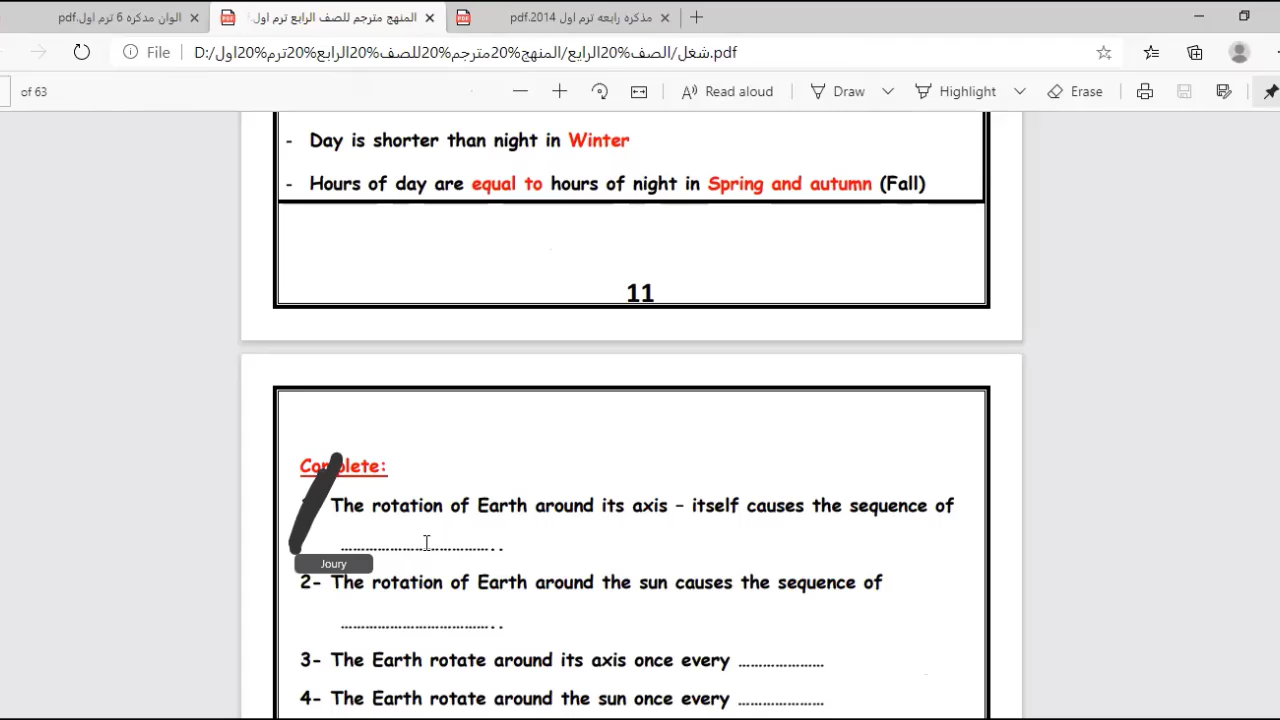 الوان مذكره 6 ترم اول.pdf
المنهج مترجم للصف الرابع ترم اول.
مذكره رابعه ترم اول 2014.pdf
File
D:/شغل/الصف%20الرابع/المنهج%20مترجم%20للصف%20الرابع%20ترم%20اول.pdf
of 63
Read aloud
Draw
Highlight
Erase
- Day is shorter than night in Winter
- Hours of day are equal to hours of night in Spring and autumn (Fall)
11
Complete:
The rotation of Earth around its axis – itself causes the sequence of
………………………………..
Joury
2- The rotation of Earth around the sun causes the sequence of
………………………………..
3- The Earth rotate around its axis once every …………………
4- The Earth rotate around the sun once every …………………